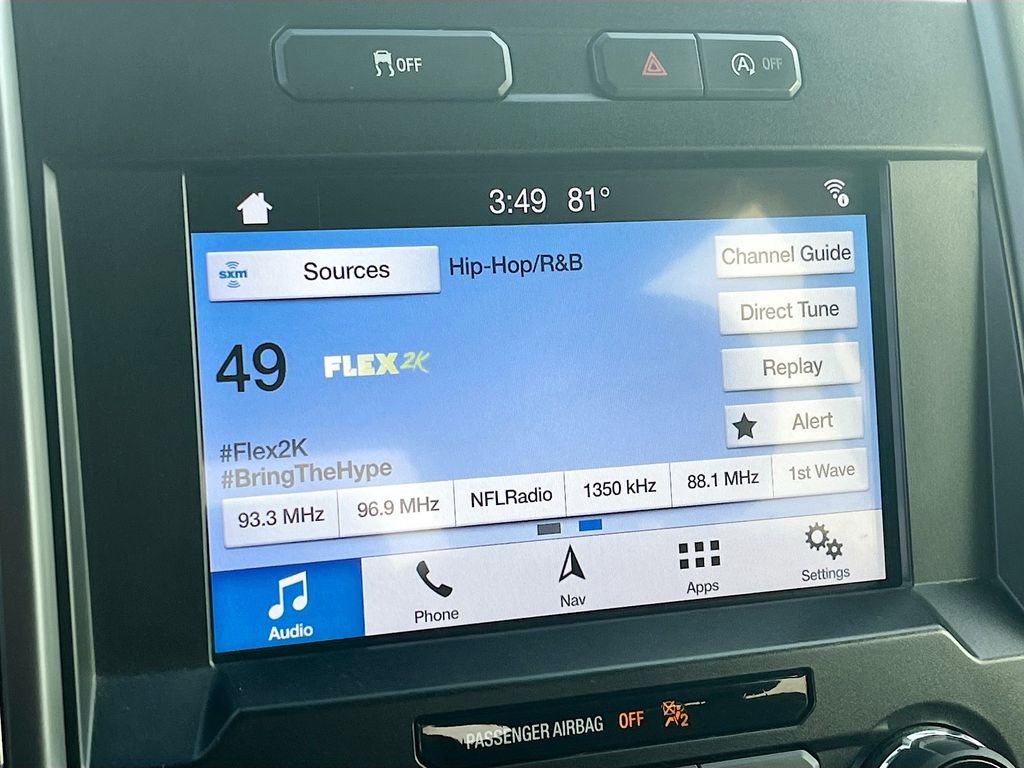 OFF
A OFF
3:49 81°
sxm Sources
Hip-Hop/R&B
Channel Guide
Direct Tune
49
FLEX2K
Replay
Alert
#Flex2K
#BringTheHype
93.3 MHz
96.9 MHz
NFLRadio
1350 kHz
88.1 MHz
1st Wave
Audio
Phone
Nav
Apps
Settings
PASSENGER AIRBAG OFF 2